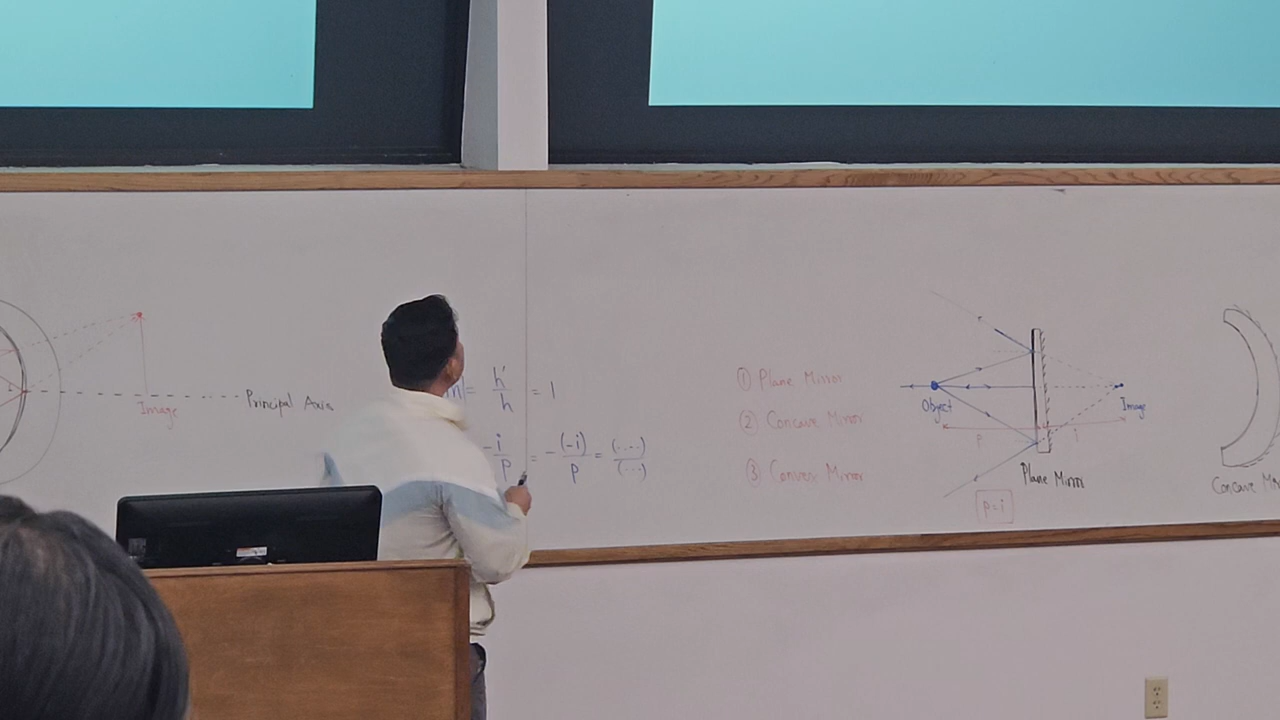 Image
Principal Axis
m| = h'/h = 1
-i/p = -(-i)/p = (....)/(...)
① Plane Mirror
② Concave Mirror
③ Convex Mirror
Object
Image
p
i
Plane Mirror
p=i
Concave